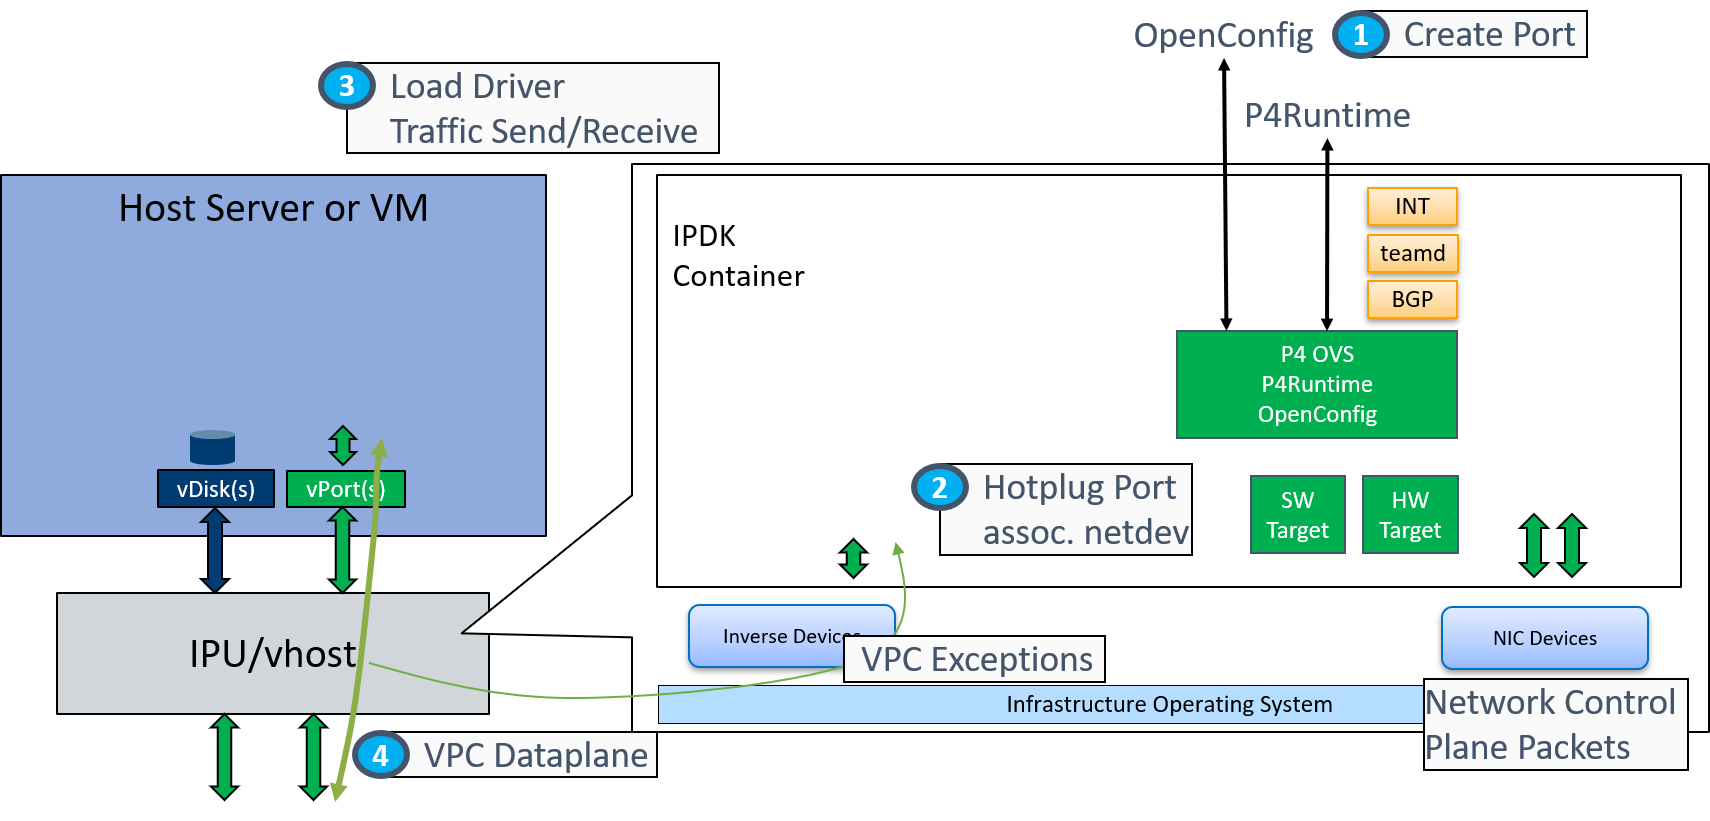 OpenConfig
1
Create Port
3
Load Driver
Traffic Send/Receive
P4Runtime
Host Server or VM
IPDK
Container
INT
teamd
BGP
P4 OVS
P4Runtime
OpenConfig
vDisk(s)
vPort(s)
2
Hotplug Port
assoc. netdev
SW
Target
HW
Target
IPU/vhost
Inverse Devices
VPC Exceptions
NIC Devices
Infrastructure Operating System
Network Control
Plane Packets
4
VPC Dataplane